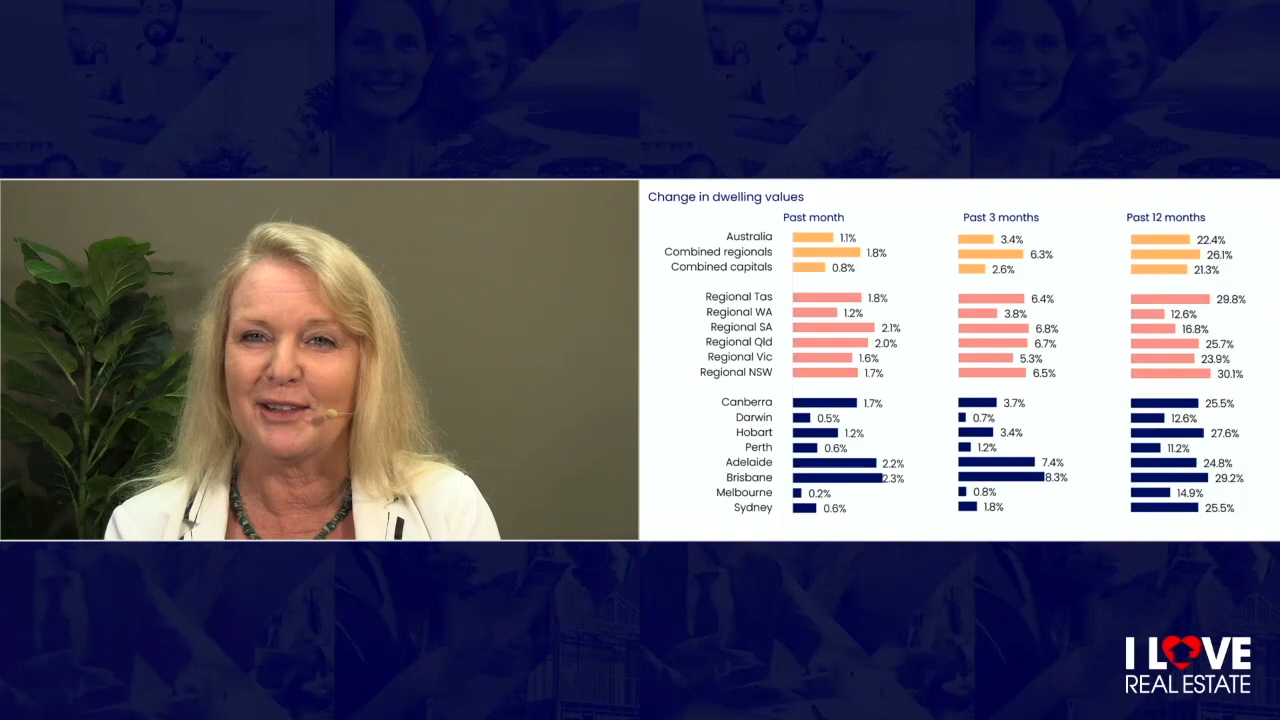 Change in dwelling values
Past month Past 3 months Past 12 months
Australia 1.1% 3.4% 22.4%
Combined regionals 1.8% 6.3% 26.1%
Combined capitals 0.8% 2.6% 21.3%
Regional Tas 1.8% 6.4% 29.8%
Regional WA 1.2% 3.8% 12.6%
Regional SA 2.1% 6.8% 16.8%
Regional Qld 2.0% 6.7% 25.7%
Regional Vic 1.6% 5.3% 23.9%
Regional NSW 1.7% 6.5% 30.1%
Canberra 1.7% 3.7% 25.5%
Darwin 0.5% 0.7% 12.6%
Hobart 1.2% 3.4% 27.6%
Perth 0.6% 1.2% 11.2%
Adelaide 2.2% 7.4% 24.8%
Brisbane 2.3% 8.3% 29.2%
Melbourne 0.2% 0.8% 14.9%
Sydney 0.6% 1.8% 25.5%
I LOVE
REAL ESTATE